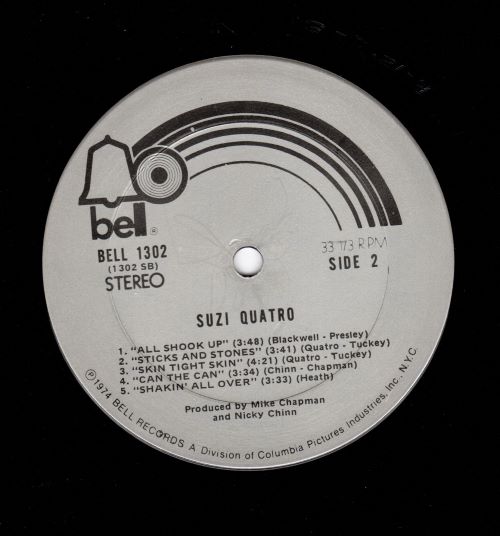 bell®
BELL 1302
(1302 SB)
STEREO
33 1/3 RPM
SIDE 2
SUZI QUATRO
1. "ALL SHOOK UP" (3:48) (Blackwell - Presley)
2. "STICKS AND STONES" (3:41) (Quatro - Tuckey)
3. "SKIN TIGHT SKIN" (4:21) (Quatro - Tuckey)
4. "CAN THE CAN" (3:34) (Chinn - Chapman)
5. "SHAKIN' ALL OVER" (3:33) (Heath)
Produced by Mike Chapman
and Nicky Chinn
℗1974 BELL RECORDS A Division of Columbia Pictures Industries, Inc., N.Y.C.